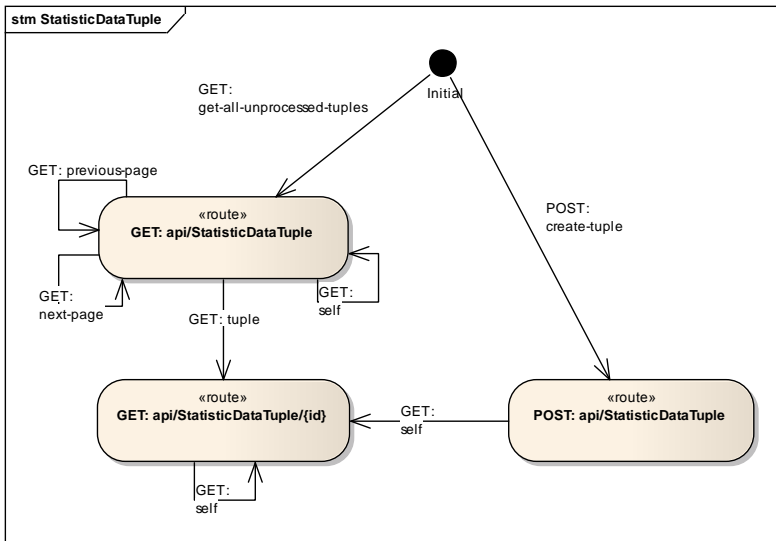 stm StatisticDataTuple
Initial
GET:
get-all-unprocessed-tuples
GET: previous-page
«route»
GET: api/StatisticDataTuple
POST:
create-tuple
GET:
next-page
GET:
self
GET: tuple
«route»
GET: api/StatisticDataTuple/{id}
GET:
self
«route»
POST: api/StatisticDataTuple
GET:
self